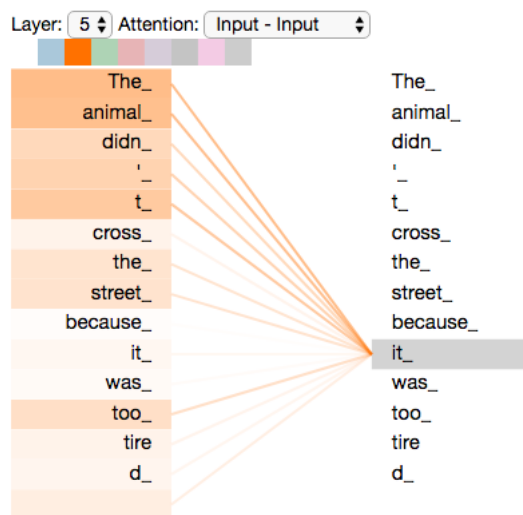 Layer: 5 Attention: Input - Input
The_ The_
animal_ animal_
didn_ didn_
'_ '_
t_ t_
cross_ cross_
the_ the_
street_ street_
because_ because_
it_ it_
was_ was_
too_ too_
tire tire
d_ d_